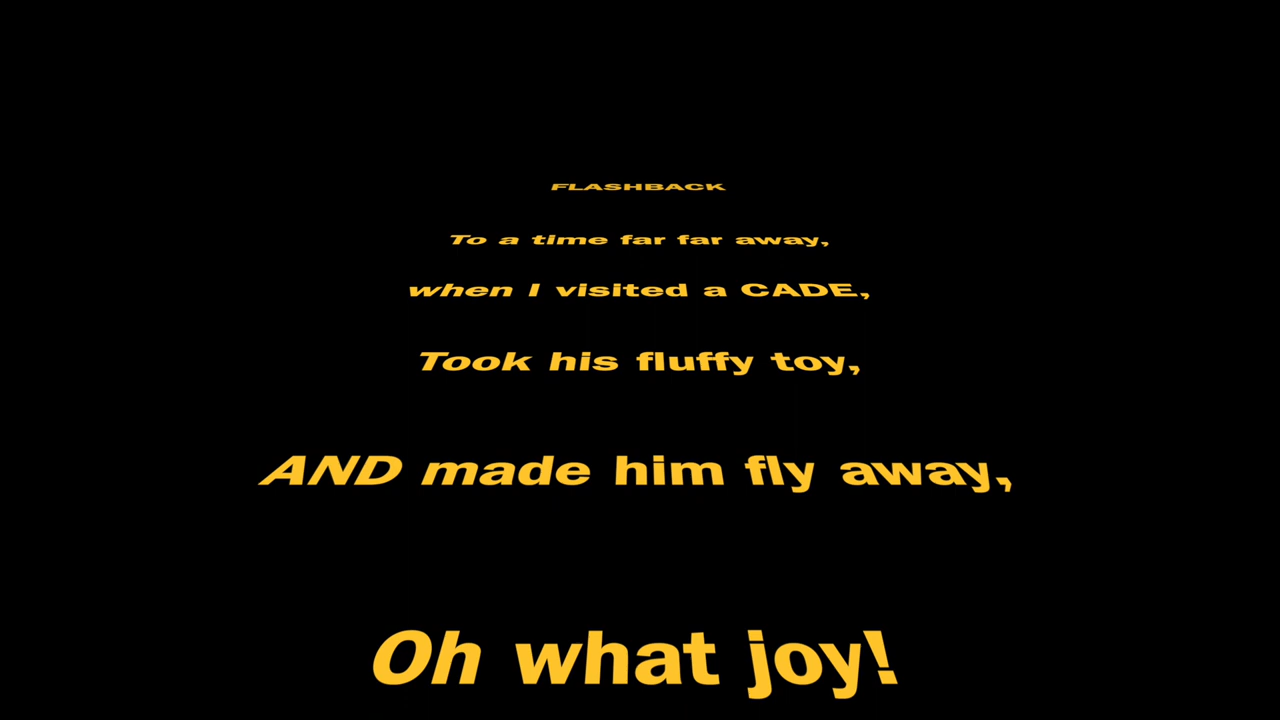 FLASHBACK
To a time far far away,
when I visited a CADE,
Took his fluffy toy,
AND made him fly away,
Oh what joy!